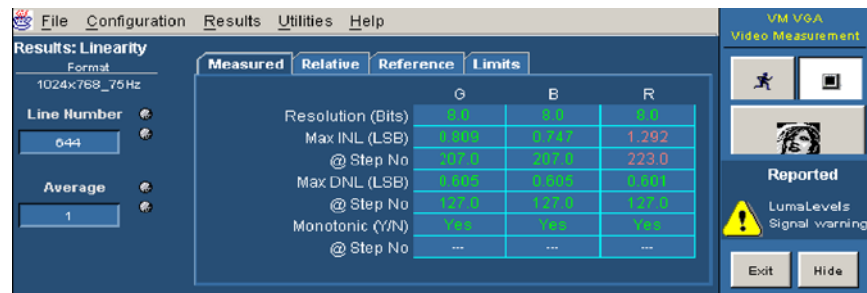 File Configuration Results Utilities Help
VM VGA
Video Measurement
Results: Linearity
Format
1024x768_75Hz
Line Number
644
Average
1
Measured Relative Reference Limits
G B R
Resolution (Bits) 8.0 8.0 8.0
Max INL (LSB) 0.809 0.747 1.292
@ Step No 207.0 207.0 223.0
Max DNL (LSB) 0.605 0.605 0.601
@ Step No 127.0 127.0 127.0
Monotonic (Y/N) Yes Yes Yes
@ Step No --- --- ---
Reported
LumaLevels
Signal warning
Exit Hide